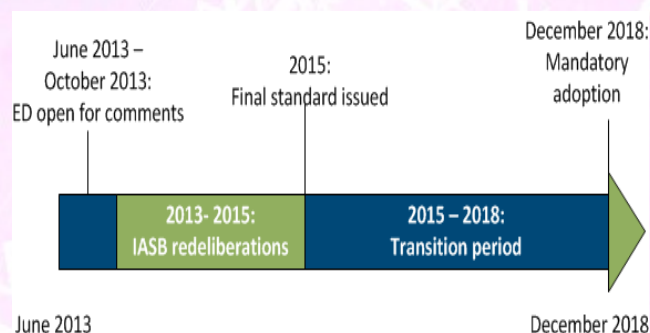 June 2013 –
October 2013:
ED open for comments
2015:
Final standard issued
December 2018:
Mandatory
adoption
2013- 2015:
IASB redeliberations
2015 – 2018:
Transition period
June 2013
December 2018